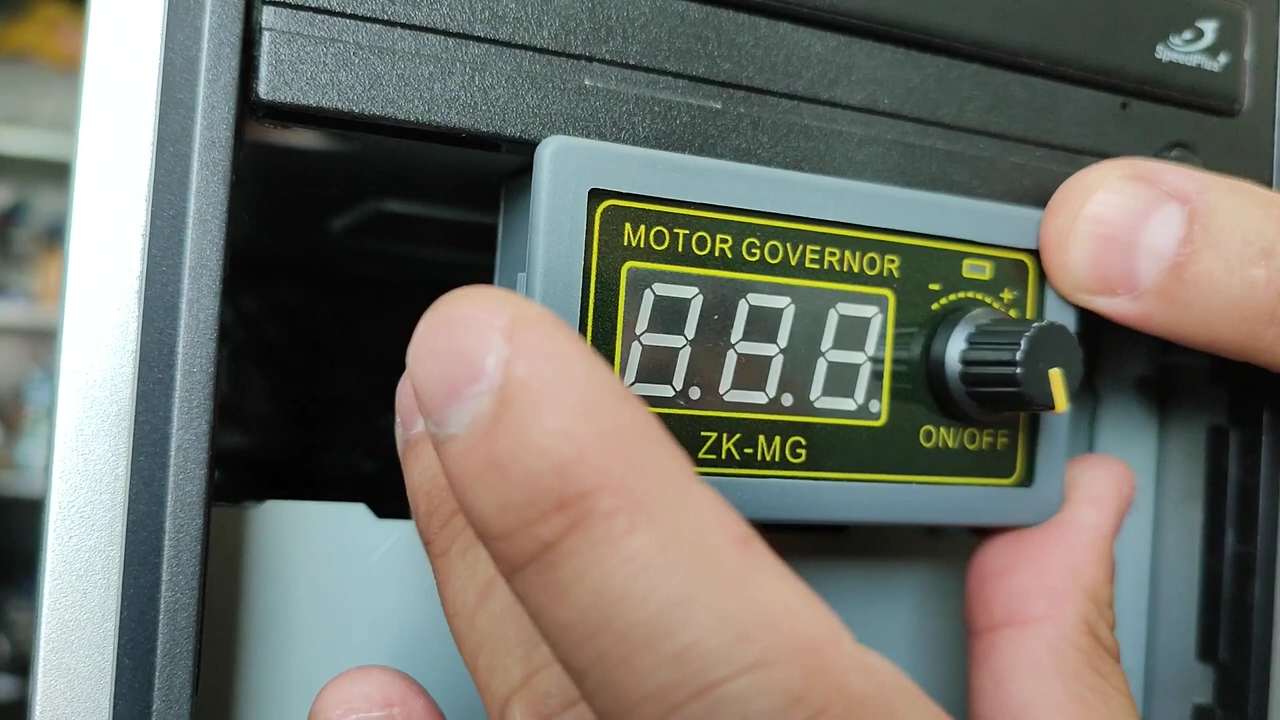 SpeedPlus+
MOTOR GOVERNOR
- +
8.8.8.
ZK-MG
ON/OFF